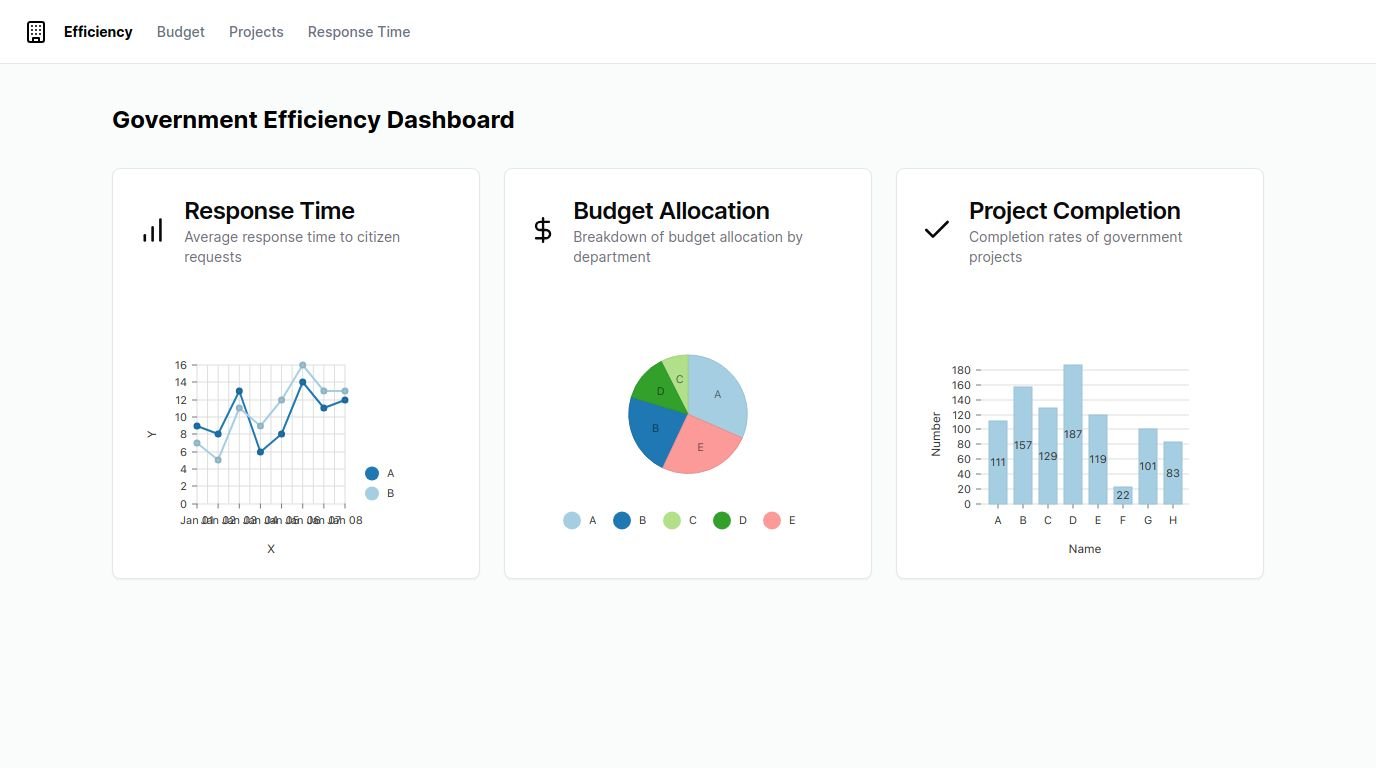 Efficiency Budget Projects Response Time
Government Efficiency Dashboard
Response Time
Average response time to citizen
requests
16
14
12
10
8
6
4
2
0
Y
Jan 01 Jan 02 Jan 03 Jan 04 Jan 05 Jan 06 Jan 07 Jan 08
X
A
B
Budget Allocation
Breakdown of budget allocation by
department
A
E
B
D
C
A B C D E
Project Completion
Completion rates of government
projects
180
160
140
120
100
80
60
40
20
0
Number
111 157 129 187 119 22 101 83
A B C D E F G H
Name